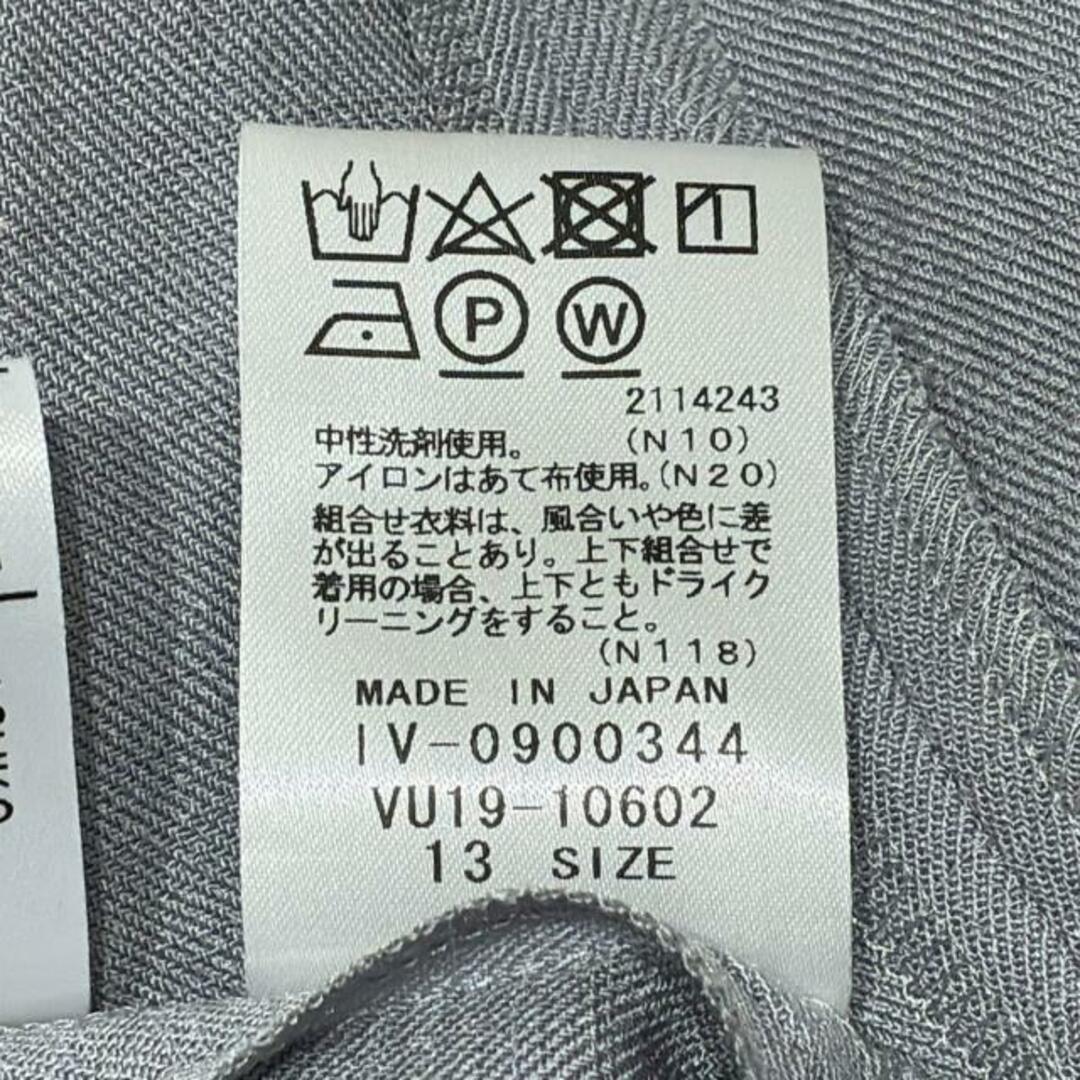 P W
2114243
中性洗剤使用。 (N10)
アイロンはあて布使用。(N20)
組合せ衣料は、風合いや色に差
が出ることあり。上下組合せで
着用の場合、上下ともドライク
リーニングをすること。
(N118)
MADE IN JAPAN
IV-0900344
VU19-10602
13 SIZE